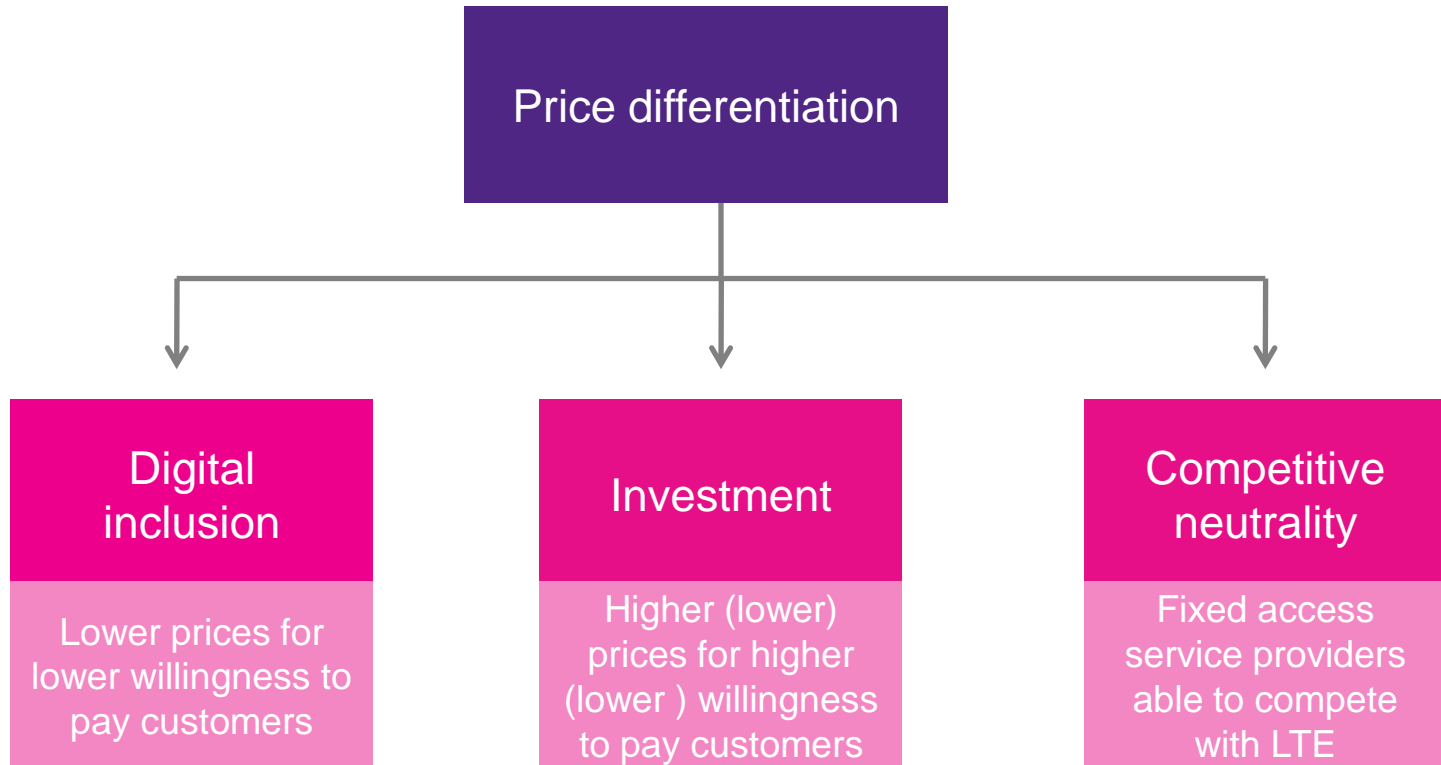 Price differentiation
Digital
inclusion
Lower prices for
lower willingness to
pay customers
Investment
Higher (lower)
prices for higher
(lower ) willingness
to pay customers
Competitive
neutrality
Fixed access
service providers
able to compete
with LTE